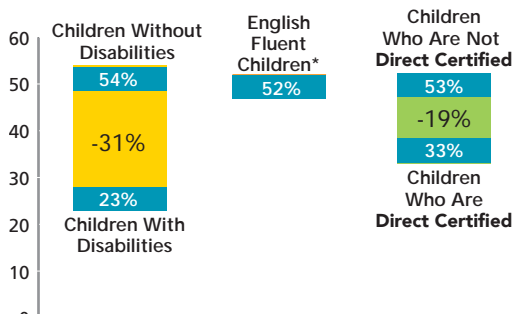 60
50
40
30
20
10
Children Without
Disabilities
54%
-31%
23%
Children With
Disabilities
English
Fluent
Children*
52%
Children
Who Are Not
Direct Certified
53%
-19%
33%
Children
Who Are
Direct Certified